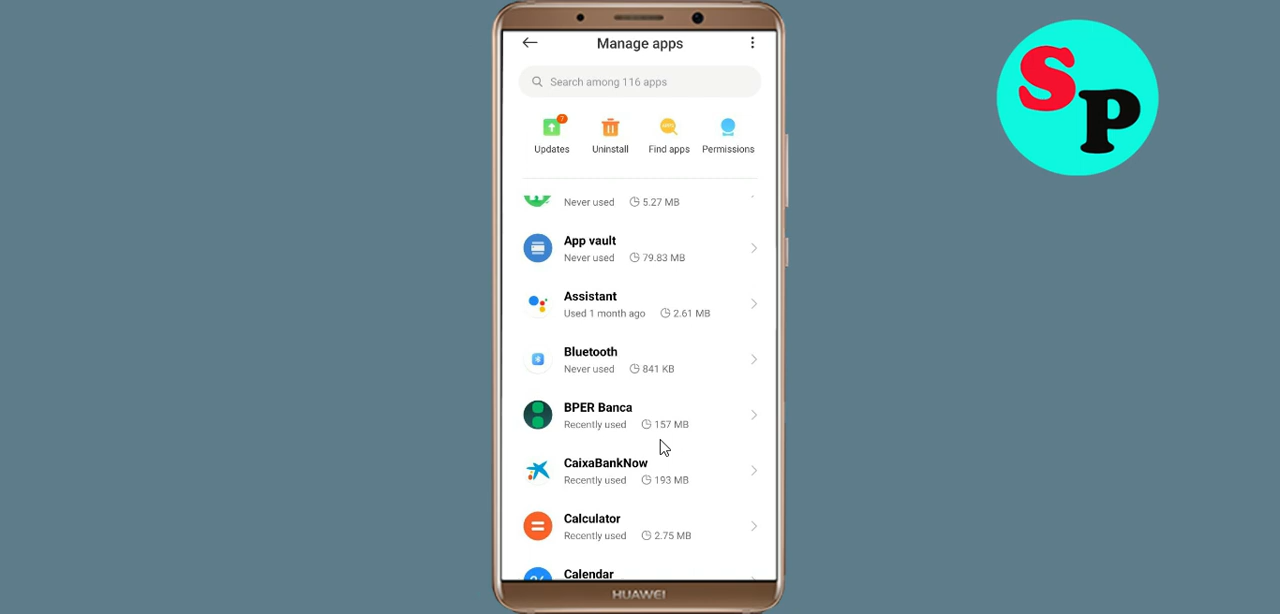 Manage apps
Search among 116 apps
7
Updates
Uninstall
Find apps
Permissions
Never used 5.27 MB
App vault
Never used 79.83 MB
Assistant
Used 1 month ago 2.61 MB
Bluetooth
Never used 841 KB
BPER Banca
Recently used 157 MB
CaixaBankNow
Recently used 193 MB
Calculator
Recently used 2.75 MB
Calendar
HUAWEI
SP